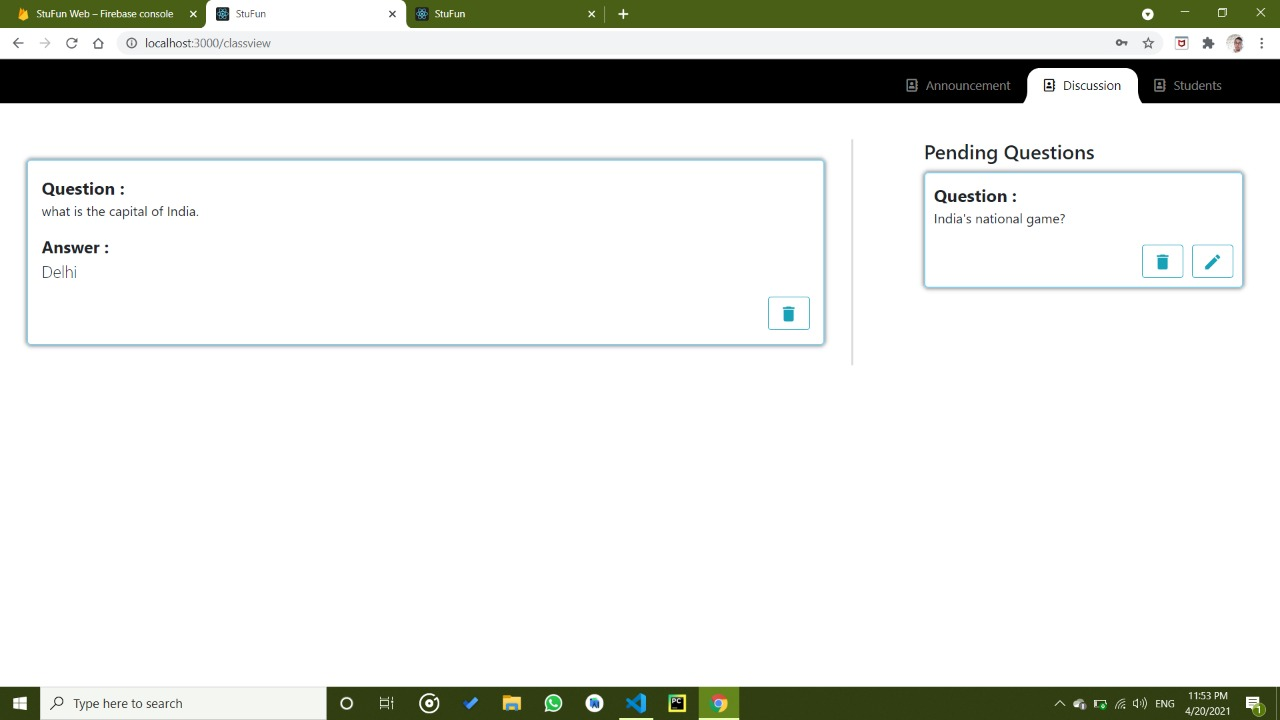 StuFun Web – Firebase console
StuFun
StuFun
localhost:3000/classview
Announcement
Discussion
Students
Question :
what is the capital of India.
Answer :
Delhi
Pending Questions
Question :
India's national game?
Type here to search
PC
ENG
11:53 PM
4/20/2021
1